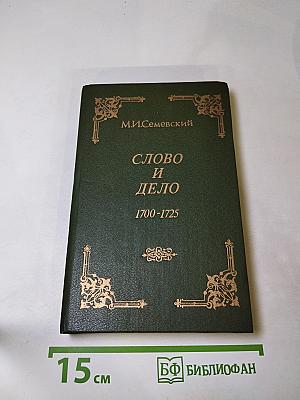 М.И.Семевский
СЛОВО
И
ДЕЛО
1700-1725
15 см
БФ БИБЛИОФАН